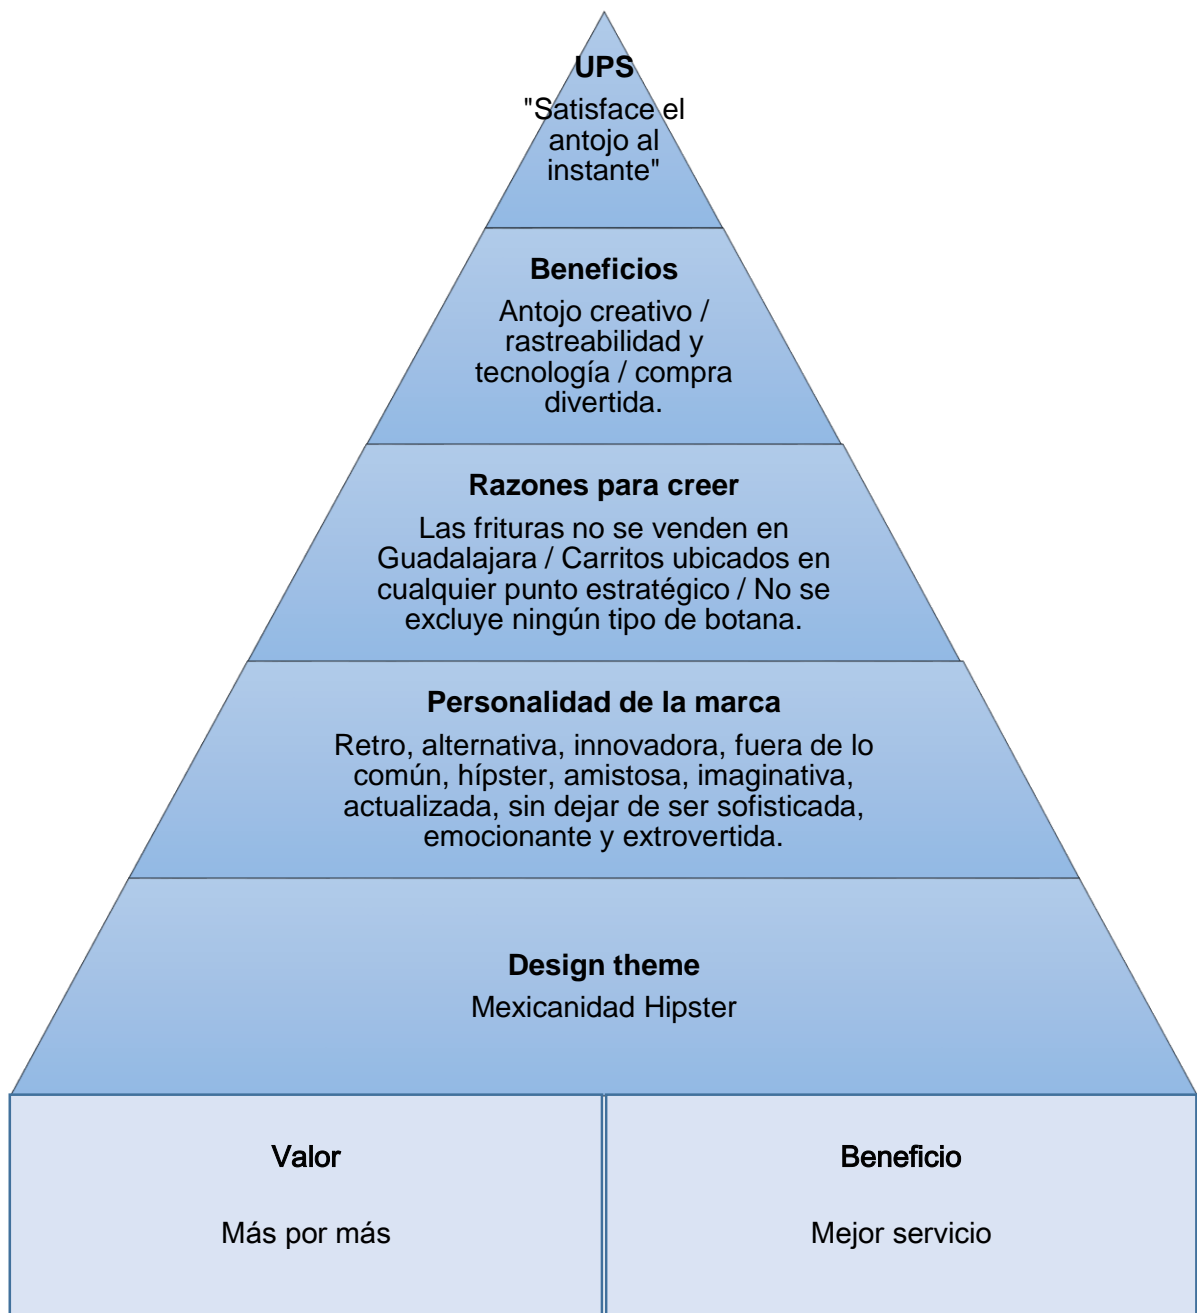 UPS
"Satisface el
antojo al
instante"
Beneficios
Antojo creativo /
rastreabilidad y
tecnología / compra
divertida.
Razones para creer
Las frituras no se venden en
Guadalajara / Carritos ubicados en
cualquier punto estratégico / No se
excluye ningún tipo de botana.
Personalidad de la marca
Retro, alternativa, innovadora, fuera de lo
común, hípster, amistosa, imaginativa,
actualizada, sin dejar de ser sofisticada,
emocionante y extrovertida.
Design theme
Mexicanidad Hipster
Valor
Más por más
Beneficio
Mejor servicio